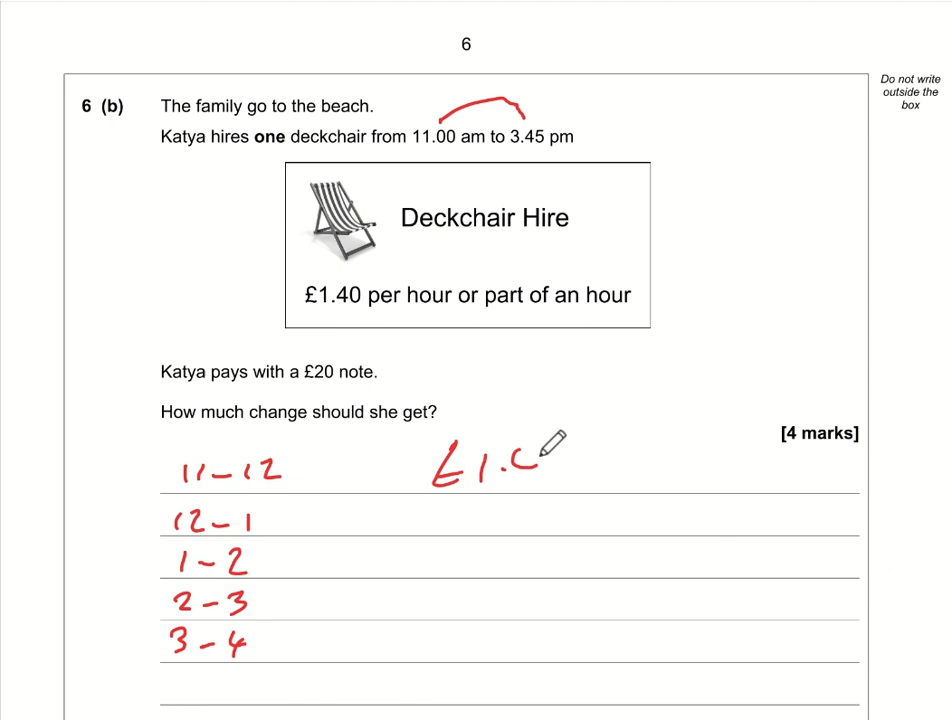 6
Do not write
outside the
box
6 (b) The family go to the beach.
Katya hires one deckchair from 11.00 am to 3.45 pm
Deckchair Hire
£1.40 per hour or part of an hour
Katya pays with a £20 note.
How much change should she get?
[4 marks]
11-12
£1.
12-1
1-2
2-3
3-4